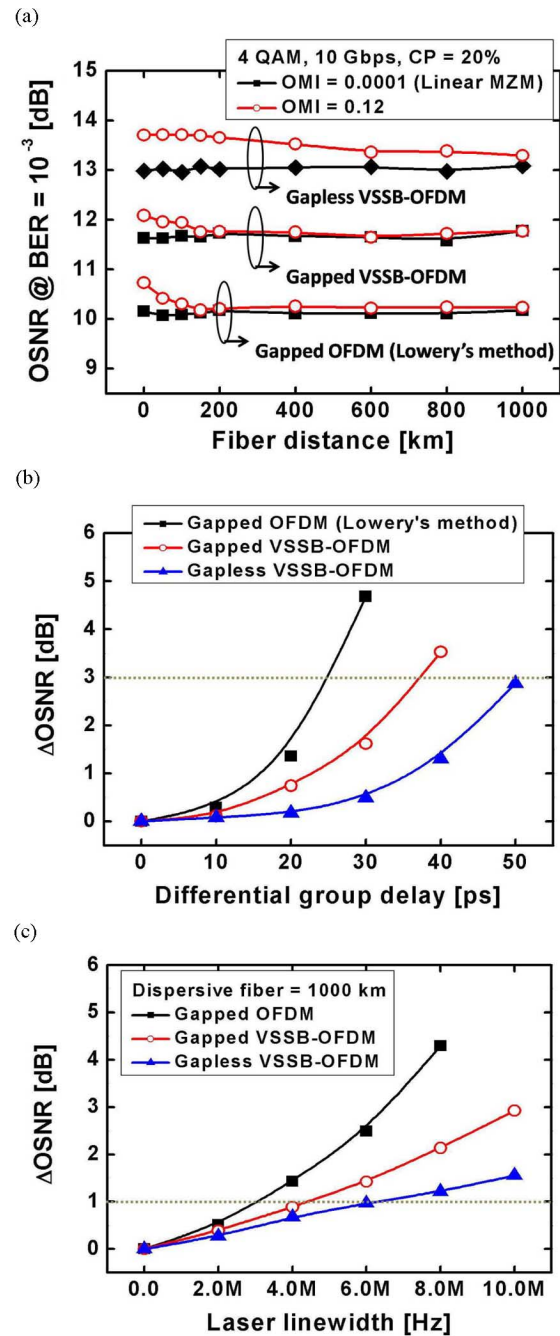 (a)
4 QAM, 10 Gbps, CP = 20%
OMI = 0.0001 (Linear MZM)
OMI = 0.12
15
14
13
12
11
10
9
OSNR @ BER = 10⁻³ [dB]
Gapless VSSB-OFDM
Gapped VSSB-OFDM
Gapped OFDM (Lowery's method)
0 200 400 600 800 1000
Fiber distance [km]
(b)
Gapped OFDM (Lowery's method)
Gapped VSSB-OFDM
Gapless VSSB-OFDM
6
5
4
3
2
1
0
ΔOSNR [dB]
0 10 20 30 40 50
Differential group delay [ps]
(c)
Dispersive fiber = 1000 km
Gapped OFDM
Gapped VSSB-OFDM
Gapless VSSB-OFDM
6
5
4
3
2
1
0
ΔOSNR [dB]
0.0 2.0M 4.0M 6.0M 8.0M 10.0M
Laser linewidth [Hz]